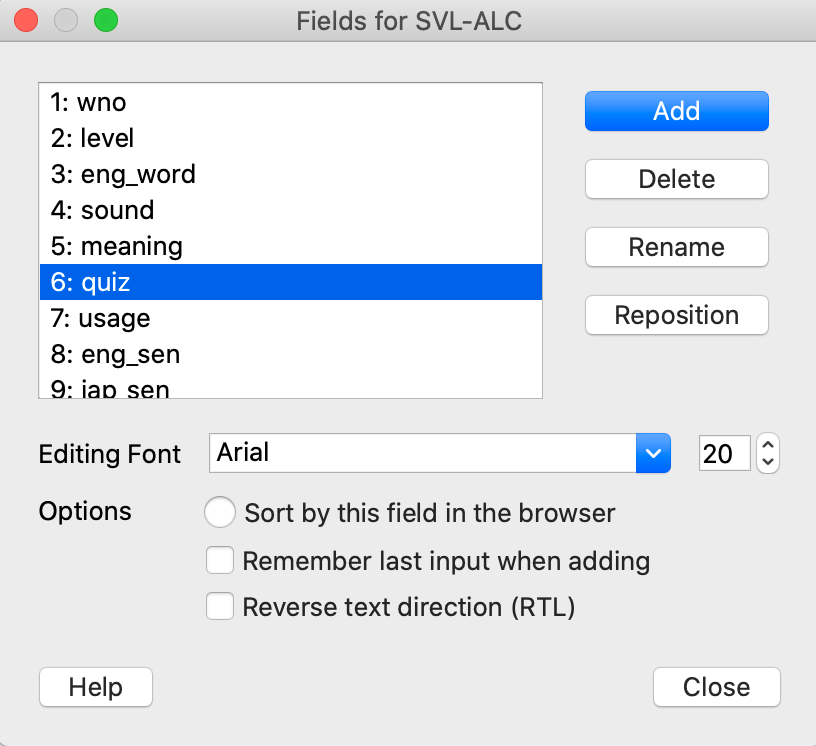 Fields for SVL-ALC
1: wno
2: level
3: eng_word
4: sound
5: meaning
6: quiz
7: usage
8: eng_sen
9: jap_sen
Add
Delete
Rename
Reposition
Editing Font
Arial
20
Options
Sort by this field in the browser
Remember last input when adding
Reverse text direction (RTL)
Help
Close